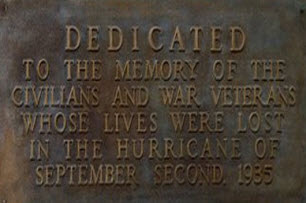 DEDICATED
TO THE MEMORY OF THE
CIVILIANS AND WAR VETERANS
WHOSE LIVES WERE LOST
IN THE HURRICANE OF
SEPTEMBER SECOND, 1935